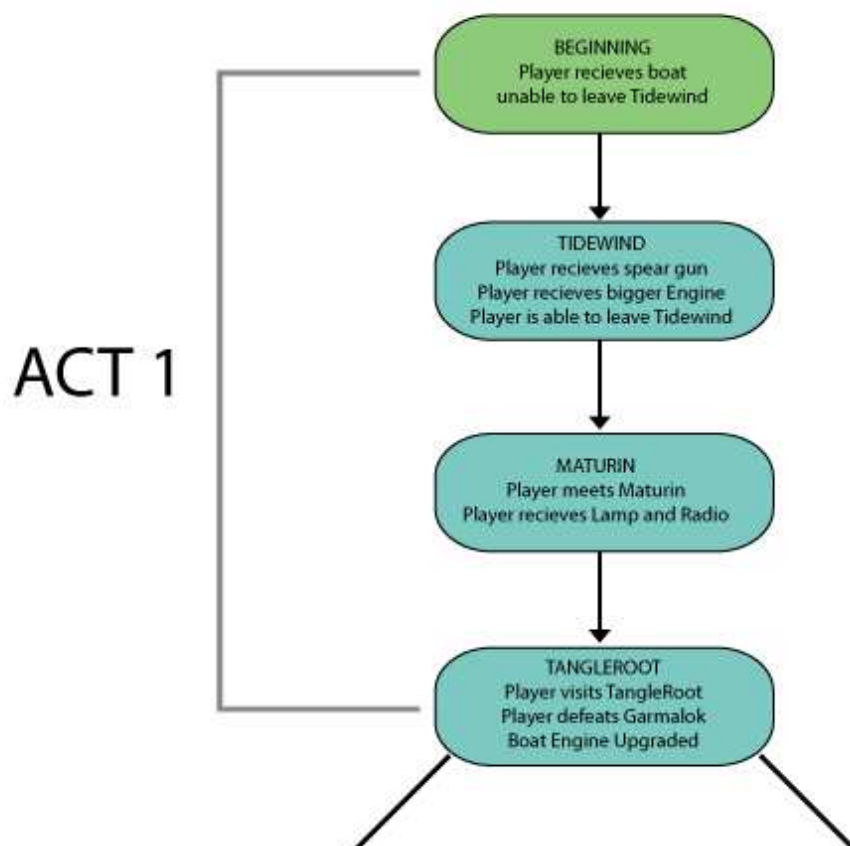 BEGINNING
Player recieves boat
unable to leave Tidewind
TIDEWIND
Player recieves spear gun
Player recieves bigger Engine
Player is able to leave Tidewind
ACT 1
MATURIN
Player meets Maturin
Player recieves Lamp and Radio
TANGLEROOT
Player visits TangleRoot
Player defeats Garmalok
Boat Engine Upgraded